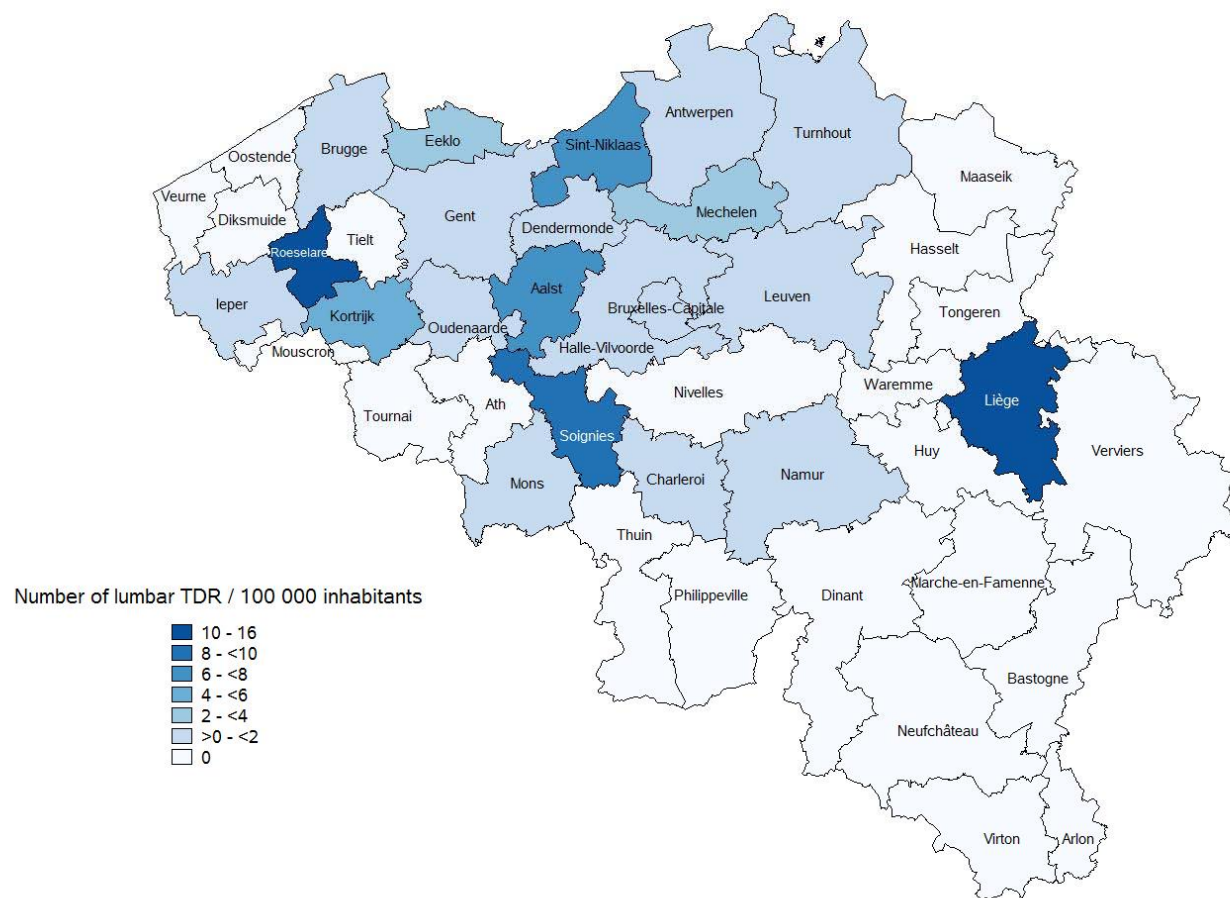 Antwerpen
Turnhout
Eeklo
Sint-Niklaas
Brugge
Oostende
Maaseik
Veurne
Mechelen
Gent
Diksmuide
Dendermonde
Tielt
Hasselt
Roeselare
Aalst
Leuven
Ieper
Bruxelles-Capitale
Tongeren
Kortrijk
Oudenaarde
Halle-Vilvoorde
Mouscron
Waremme
Nivelles
Liège
Ath
Tournai
Soignies
Huy
Verviers
Namur
Charleroi
Mons
Thuin
Marche-en-Famenne
Philippeville
Dinant
Number of lumbar TDR / 100 000 inhabitants
10 - 16
8 - <10
6 - <8
4 - <6
2 - <4
>0 - <2
0
Bastogne
Neufchâteau
Virton
Arlon